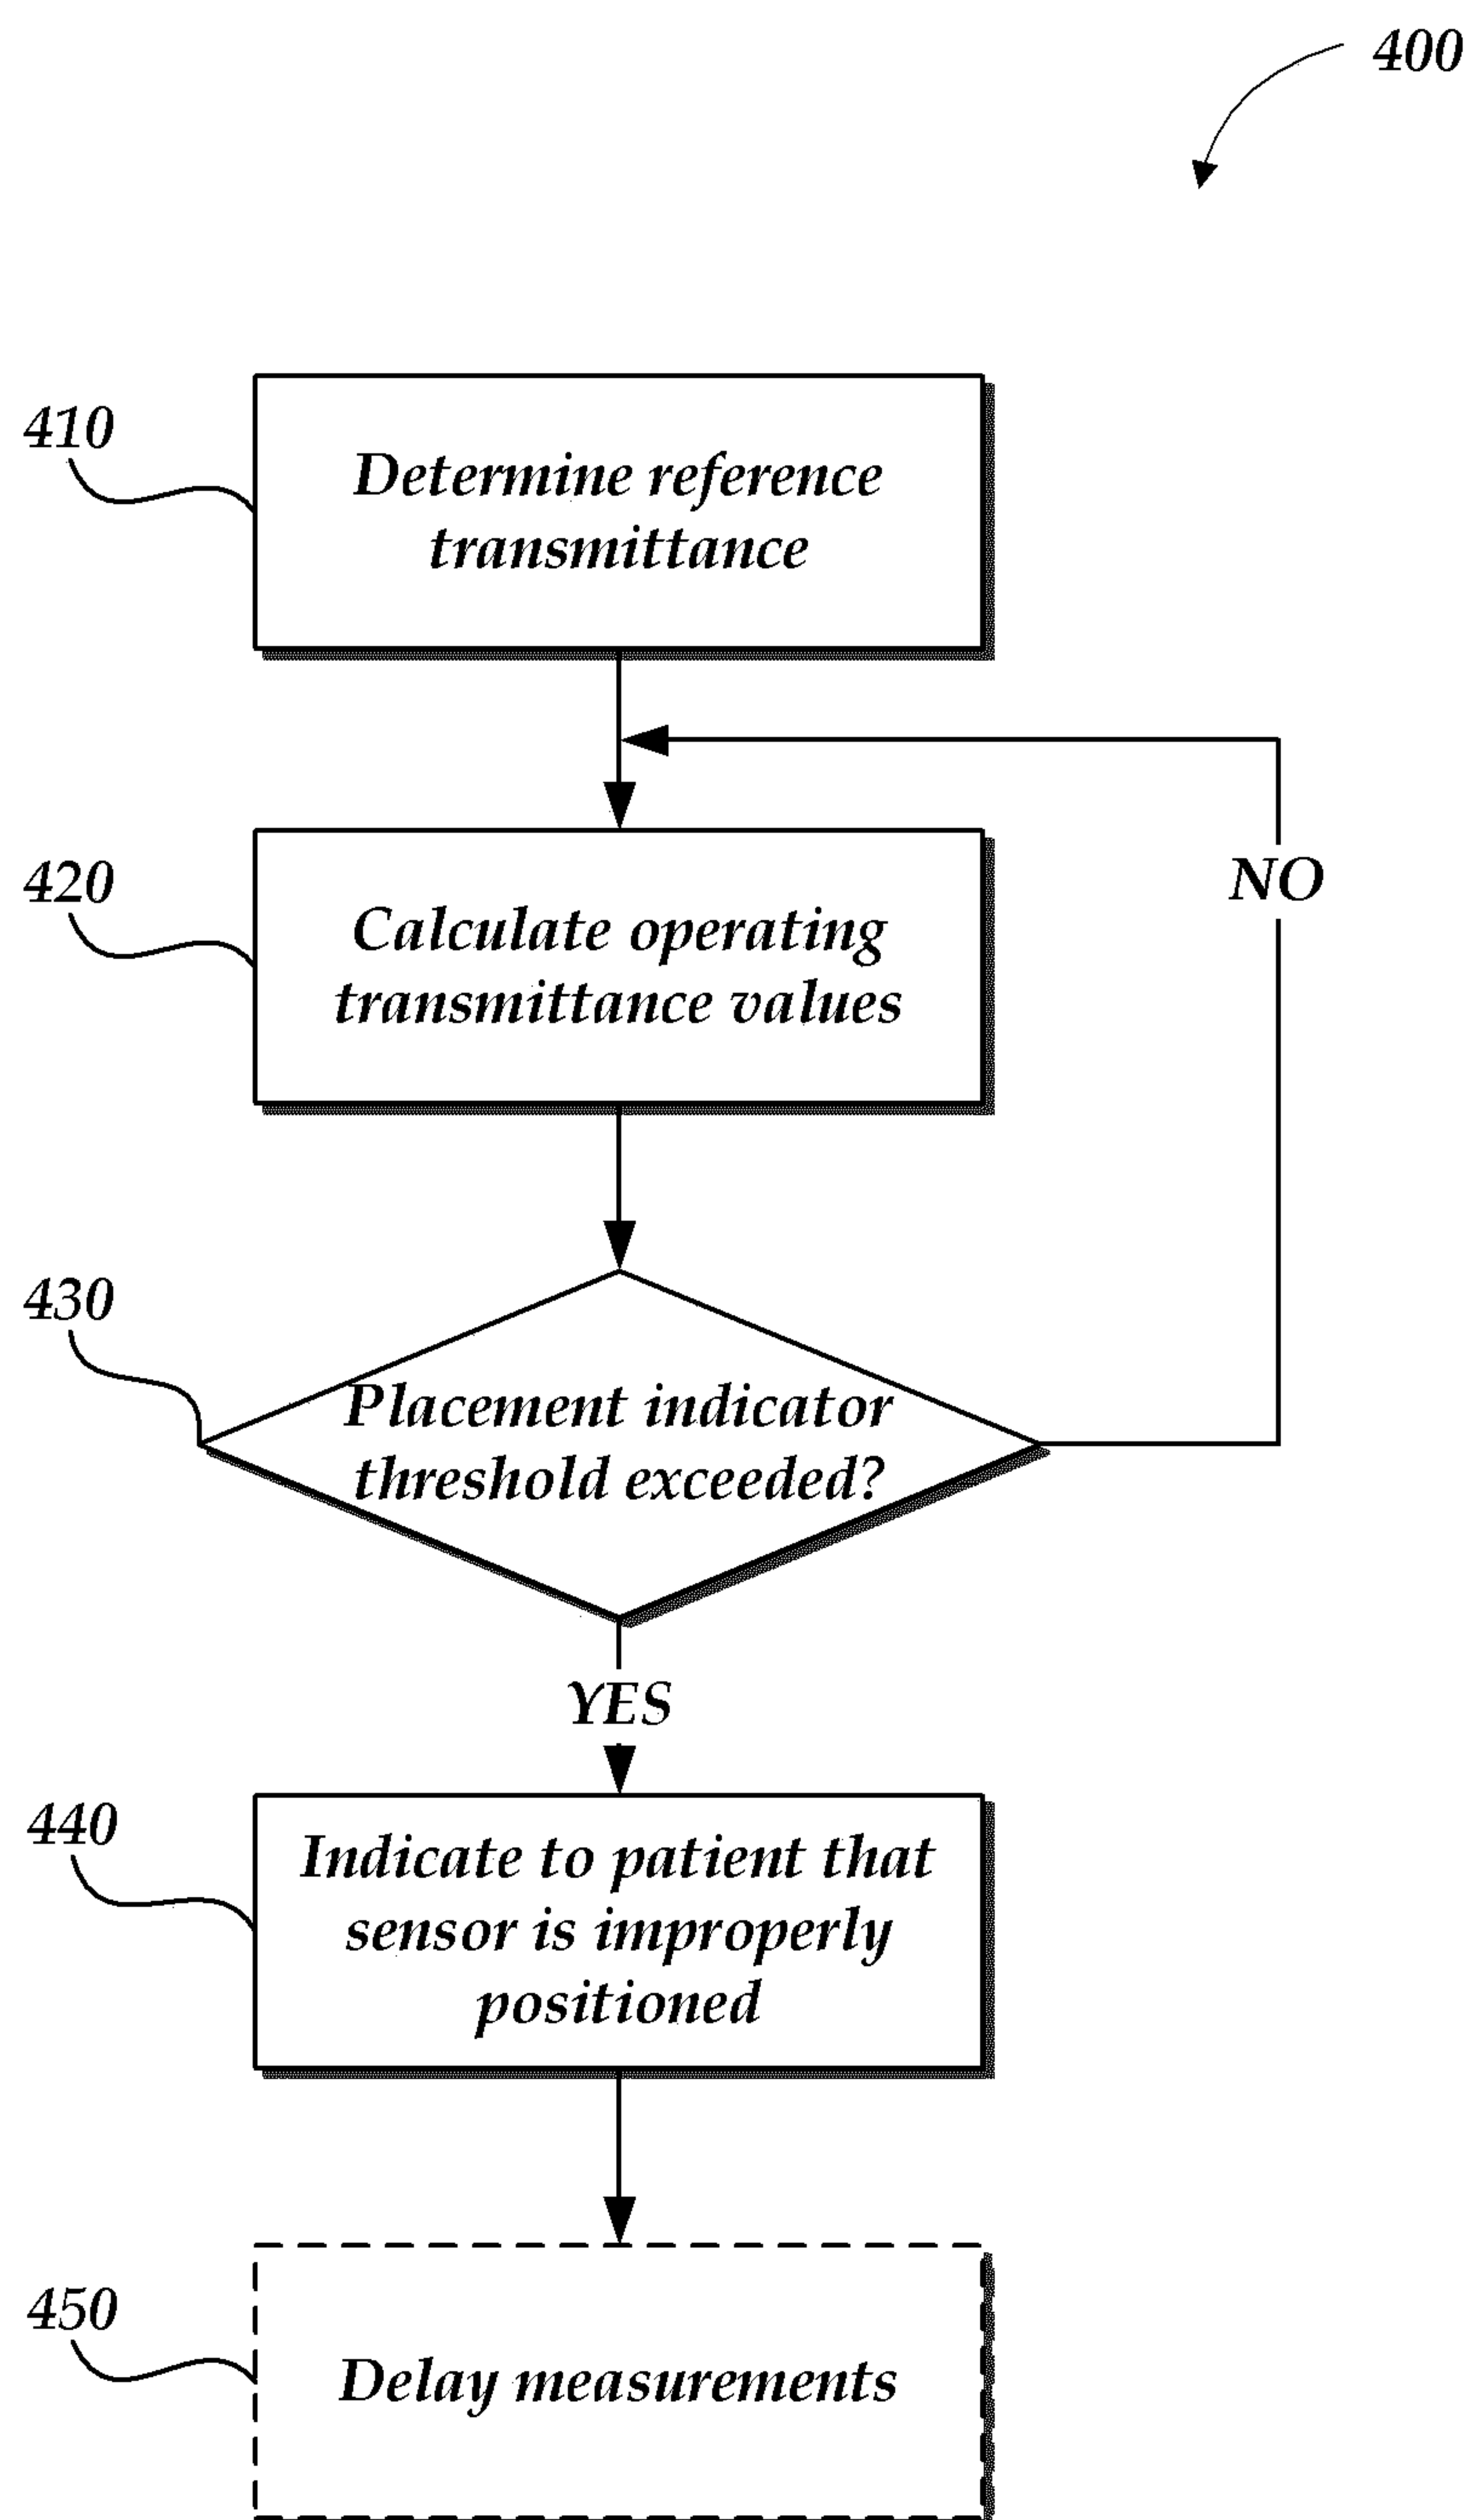 400
410
Determine reference
transmittance
420
Calculate operating
transmittance values
NO
430
Placement indicator
threshold exceeded?
YES
440
Indicate to patient that
sensor is improperly
positioned
450
Delay measurements